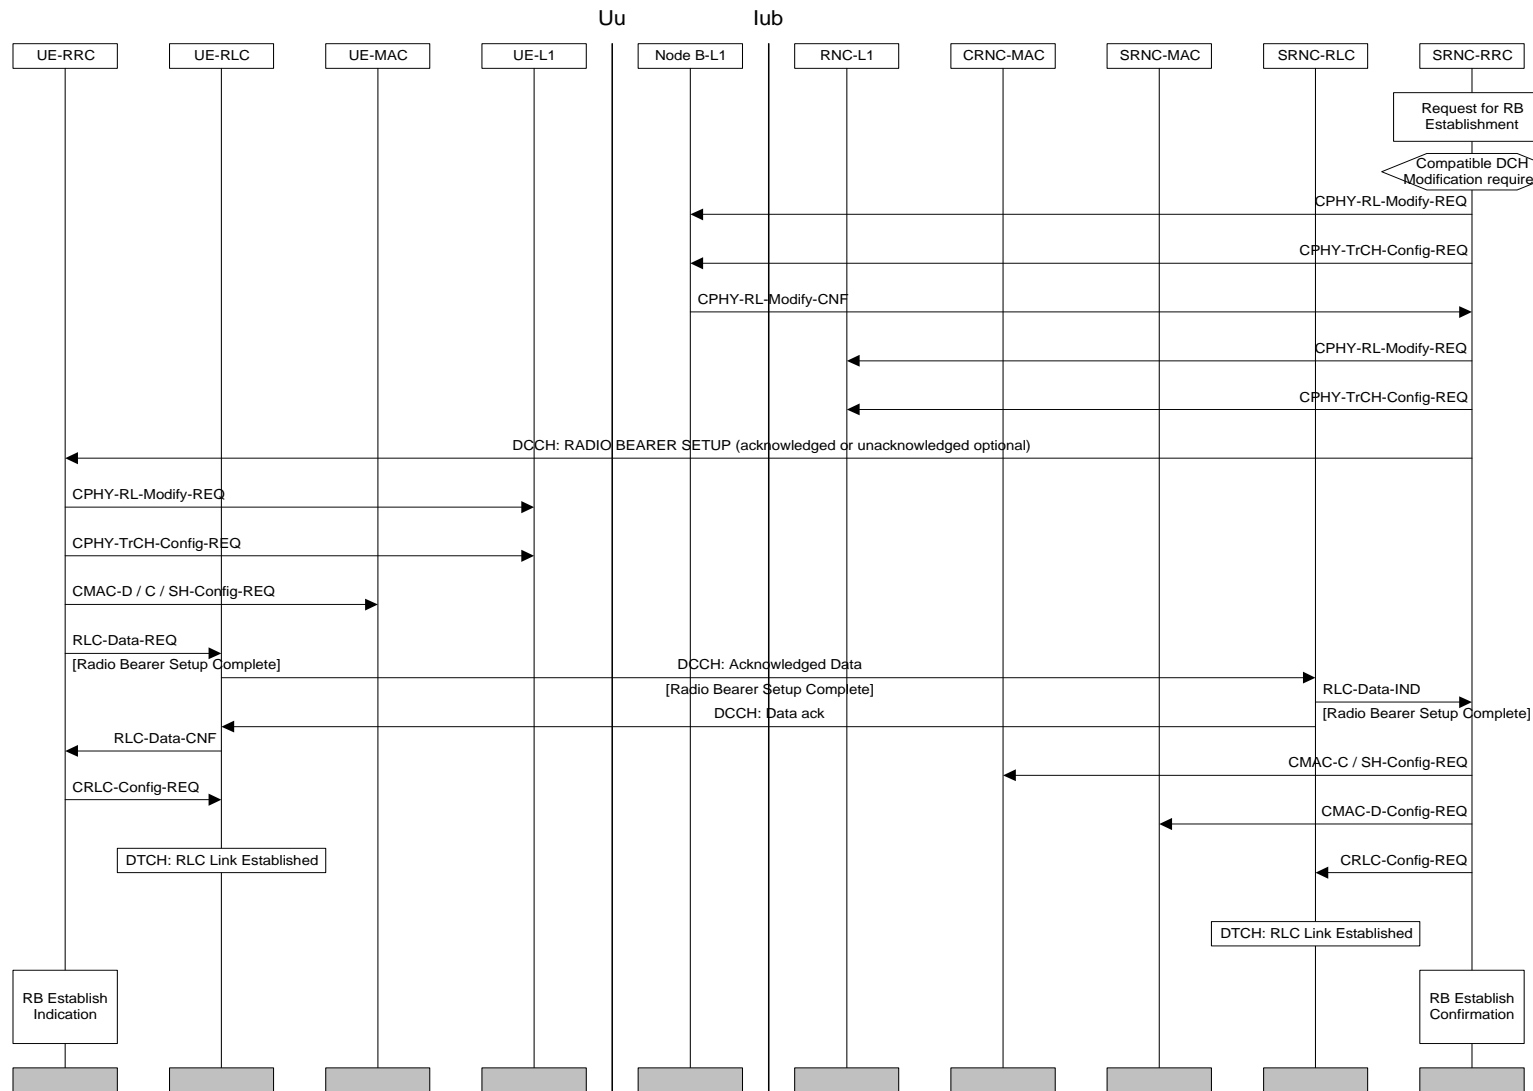 Uu
Iub
UE-RRC
UE-RLC
UE-MAC
UE-L1
Node B-L1
RNC-L1
CRNC-MAC
SRNC-MAC
SRNC-RLC
SRNC-RRC
Request for RB
Establishment
Compatible DCH
Modification require
CPHY-RL-Modify-REQ
CPHY-TrCH-Config-REQ
CPHY-RL-Modify-CNF
CPHY-RL-Modify-REQ
CPHY-TrCH-Config-REQ
DCCH: RADIO BEARER SETUP (acknowledged or unacknowledged optional)
CPHY-RL-Modify-REQ
CPHY-TrCH-Config-REQ
CMAC-D / C / SH-Config-REQ
RLC-Data-REQ
[Radio Bearer Setup Complete]
DCCH: Acknowledged Data
[Radio Bearer Setup Complete]
RLC-Data-IND
[Radio Bearer Setup Complete]
DCCH: Data ack
RLC-Data-CNF
CMAC-C / SH-Config-REQ
CRLC-Config-REQ
CMAC-D-Config-REQ
DTCH: RLC Link Established
CRLC-Config-REQ
DTCH: RLC Link Established
RB Establish
Indication
RB Establish
Confirmation